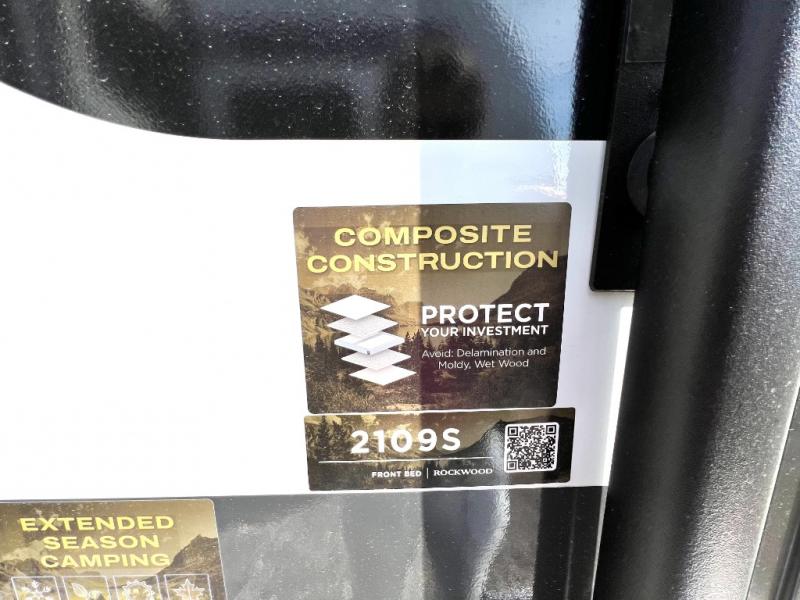 COMPOSITE
CONSTRUCTION
PROTECT
YOUR INVESTMENT
Avoid: Delamination and
Moldy, Wet Wood
2109S
FRONT BED | ROCKWOOD
EXTENDED
SEASON
CAMPING